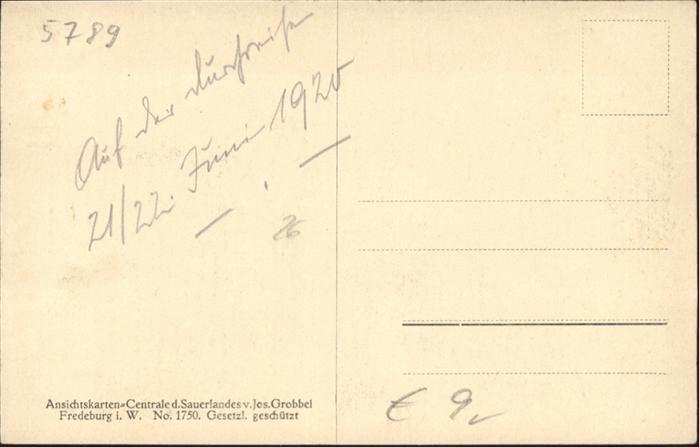 5789
Auf der Durchreise
21/22. Juni 1920
26
Ansichtskarten-Centrale d. Sauerlandes v. Jos. Grobbel
Fredeburg i. W. No. 1750. Gesetzl. geschützt
€ 9,-